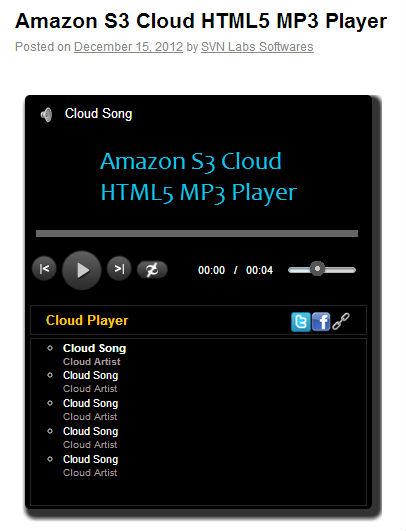 Amazon S3 Cloud HTML5 MP3 Player
Posted on December 15, 2012 by SVN Labs Softwares
Cloud Song
Amazon S3 Cloud
HTML5 MP3 Player
00:00 / 00:04
Cloud Player
Cloud Song
Cloud Artist
Cloud Song
Cloud Artist
Cloud Song
Cloud Artist
Cloud Song
Cloud Artist
Cloud Song
Cloud Artist